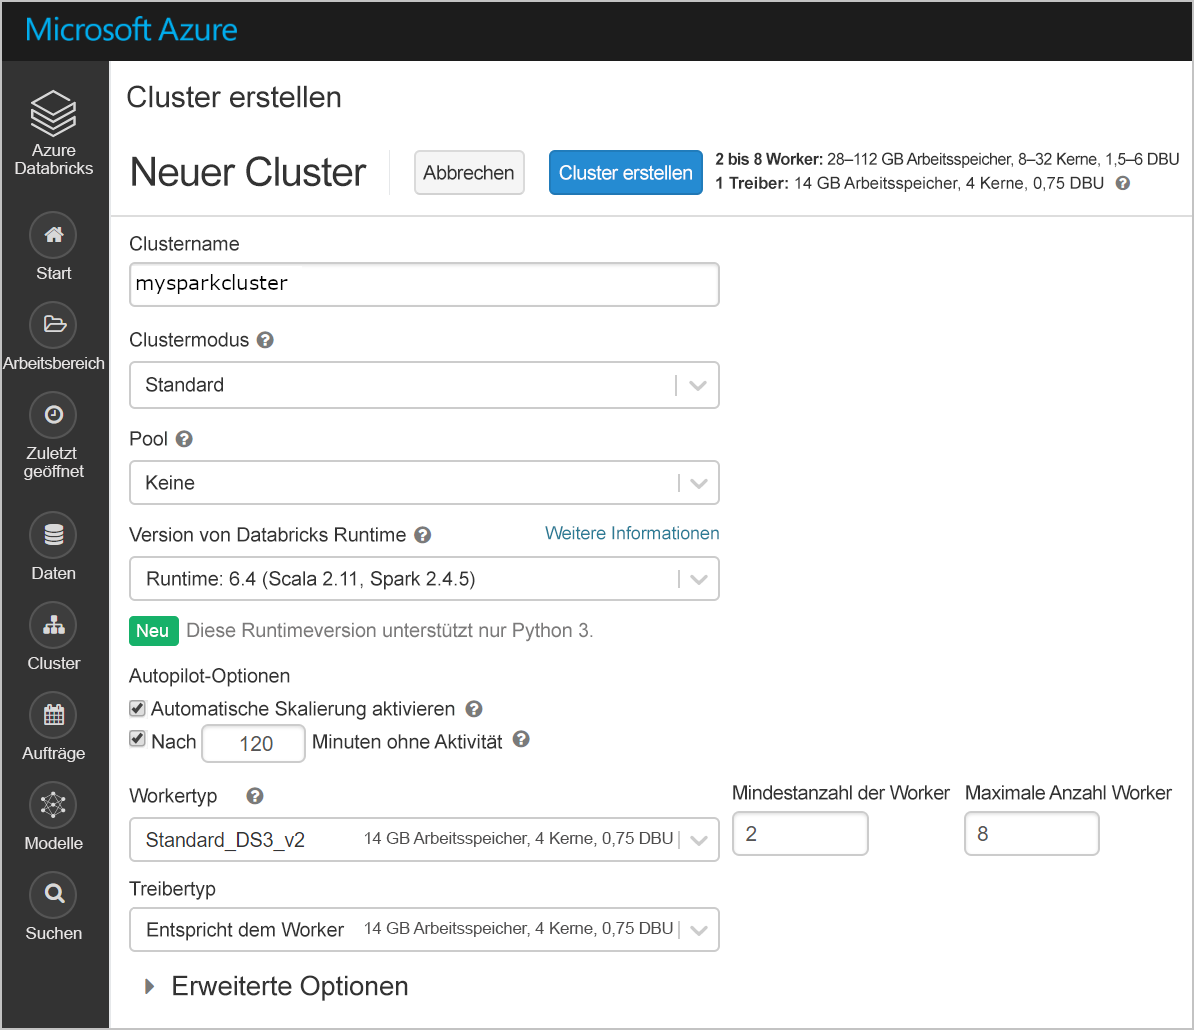 Microsoft Azure
Azure
Databricks
Start
Arbeitsbereich
Zuletzt
geöffnet
Daten
Cluster
Aufträge
Modelle
Suchen
Cluster erstellen
Neuer Cluster
Abbrechen
Cluster erstellen
2 bis 8 Worker: 28–112 GB Arbeitsspeicher, 8–32 Kerne, 1,5–6 DBU
1 Treiber: 14 GB Arbeitsspeicher, 4 Kerne, 0,75 DBU ?
Clustername
mysparkcluster
Clustermodus ?
Standard
Pool ?
Keine
Version von Databricks Runtime ? Weitere Informationen
Runtime: 6.4 (Scala 2.11, Spark 2.4.5)
Neu Diese Runtimeversion unterstützt nur Python 3.
Autopilot-Optionen
Automatische Skalierung aktivieren ?
Nach 120 Minuten ohne Aktivität ?
Workertyp ? Mindestanzahl der Worker Maximale Anzahl Worker
Standard_DS3_v2 14 GB Arbeitsspeicher, 4 Kerne, 0,75 DBU 2 8
Treibertyp
Entspricht dem Worker 14 GB Arbeitsspeicher, 4 Kerne, 0,75 DBU
Erweiterte Optionen